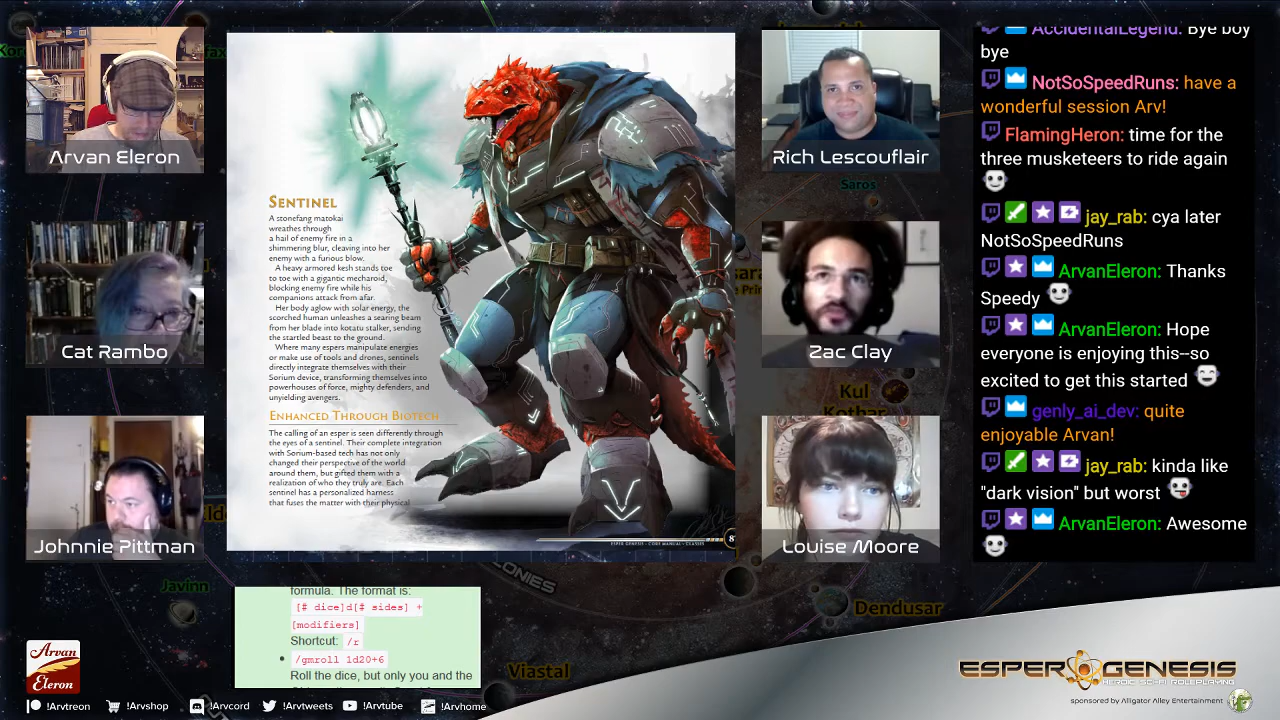 Arvan Eleron
Cat Rambo
Johnnie Pittman
SENTINEL
A stonefang matokai
wreathes through
a hail of enemy fire in a
shimmering blur, cleaving into her
enemy with a furious blow.
A heavy armored kesh stands toe
to toe with a gigantic mecharoid,
blocking enemy fire while his
companions attack from afar.
Her body aglow with solar energy, the
scorched human unleashes a searing beam
from her blade into kotatu stalker, sending
the startled beast to the ground.
Where many espers manipulate energies
or make use of tools and drones, sentinels
directly integrate themselves with their
Sorium device, transforming themselves into
powerhouses of force, mighty defenders, and
unyielding avengers.
ENHANCED THROUGH BIOTECH
The calling of an esper is seen differently through
the eyes of a sentinel. Their complete integration
with Sorium-based tech has not only
changed their perspective of the world
around them, but gifted them with a
realization of who they truly are. Each
sentinel has a personalized harness
that fuses the matter with their physical
ESPER GENESIS - CORE MANUAL - CLASSES
Rich Lescouflair
Saros
Zac Clay
Kul
Kothar
Louise Moore
AccidentalLegend: Bye boy
bye
NotSoSpeedRuns: have a
wonderful session Arv!
FlamingHeron: time for the
three musketeers to ride again
jay_rab: cya later
NotSoSpeedRuns
ArvanEleron: Thanks
Speedy
ArvanEleron: Hope
everyone is enjoying this--so
excited to get this started
genly_ai_dev: quite
enjoyable Arvan!
jay_rab: kinda like
"dark vision" but worst
ArvanEleron: Awesome
Javinn
Dendusar
Viastal
formula. The format is:
[# dice]d[# sides] +
[modifiers]
Shortcut: /r
/gmroll 1d20+6
Roll the dice, but only you and the
Arvan
Eleron
!Arvtreon
!Arvshop
!Arvcord
!Arvtweets
!Arvtube
!Arvhome
ESPER GENESIS
HEROIC SCI-FI ROLEPLAYING
sponsored by Alligator Alley Entertainment